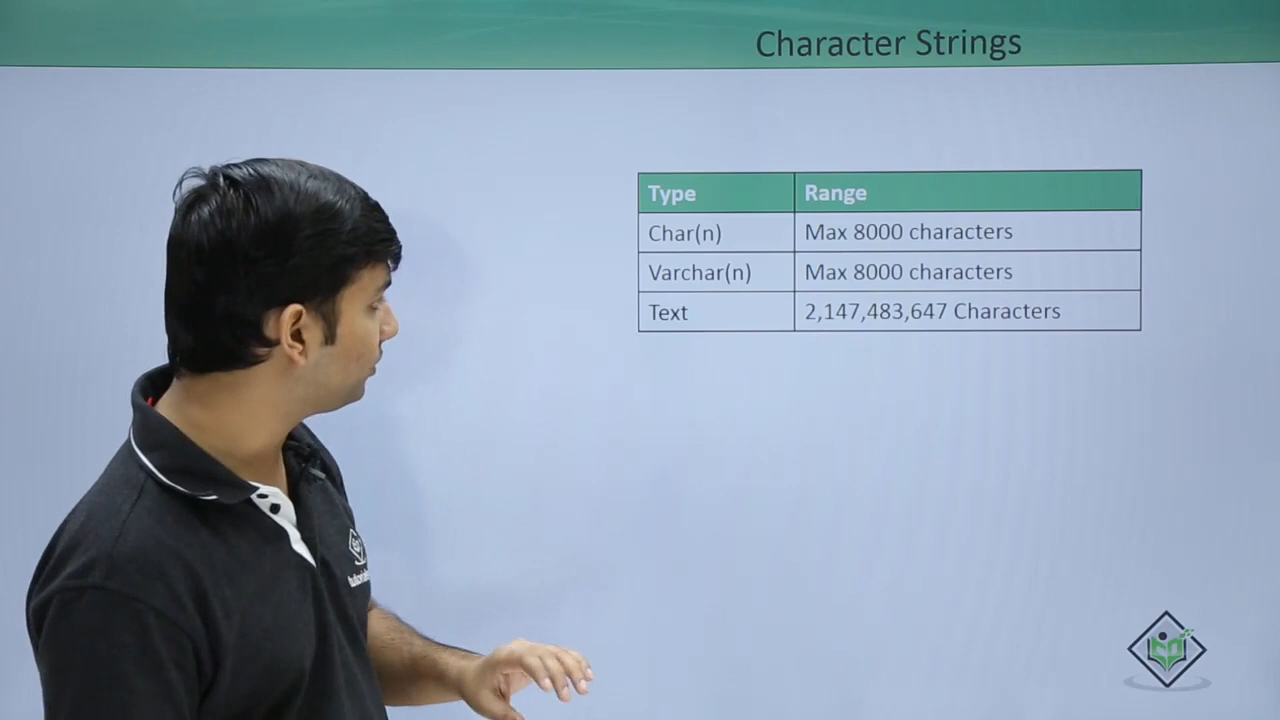 Character Strings
Type Range
Char(n) Max 8000 characters
Varchar(n) Max 8000 characters
Text 2,147,483,647 Characters